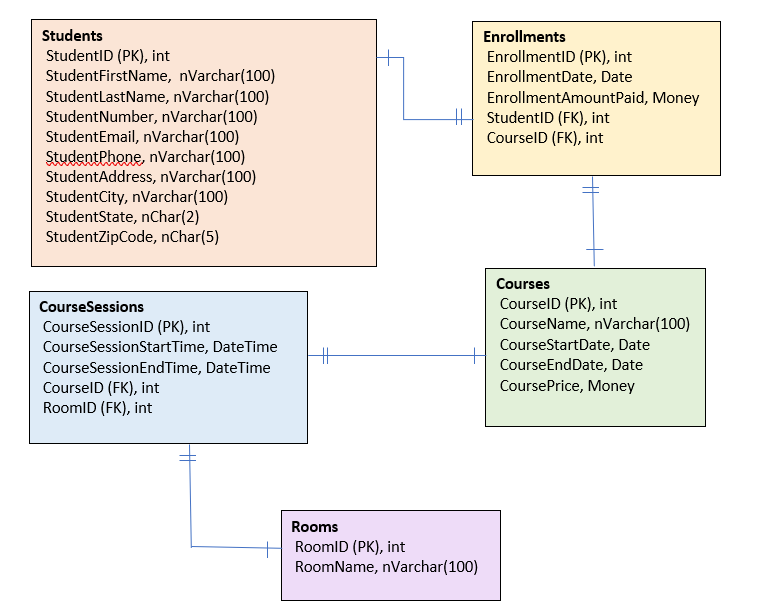 Students
StudentID (PK), int
StudentFirstName,  nVarchar(100)
StudentLastName, nVarchar(100)
StudentNumber, nVarchar(100)
StudentEmail, nVarchar(100)
StudentPhone, nVarchar(100)
StudentAddress, nVarchar(100)
StudentCity, nVarchar(100)
StudentState, nChar(2)
StudentZipCode, nChar(5)
Enrollments
EnrollmentID (PK), int
EnrollmentDate, Date
EnrollmentAmountPaid, Money
StudentID (FK), int
CourseID (FK), int
CourseSessions
CourseSessionID (PK), int
CourseSessionStartTime, DateTime
CourseSessionEndTime, DateTime
CourseID (FK), int
RoomID (FK), int
Courses
CourseID (PK), int
CourseName, nVarchar(100)
CourseStartDate, Date
CourseEndDate, Date
CoursePrice, Money
Rooms
RoomID (PK), int
RoomName, nVarchar(100)